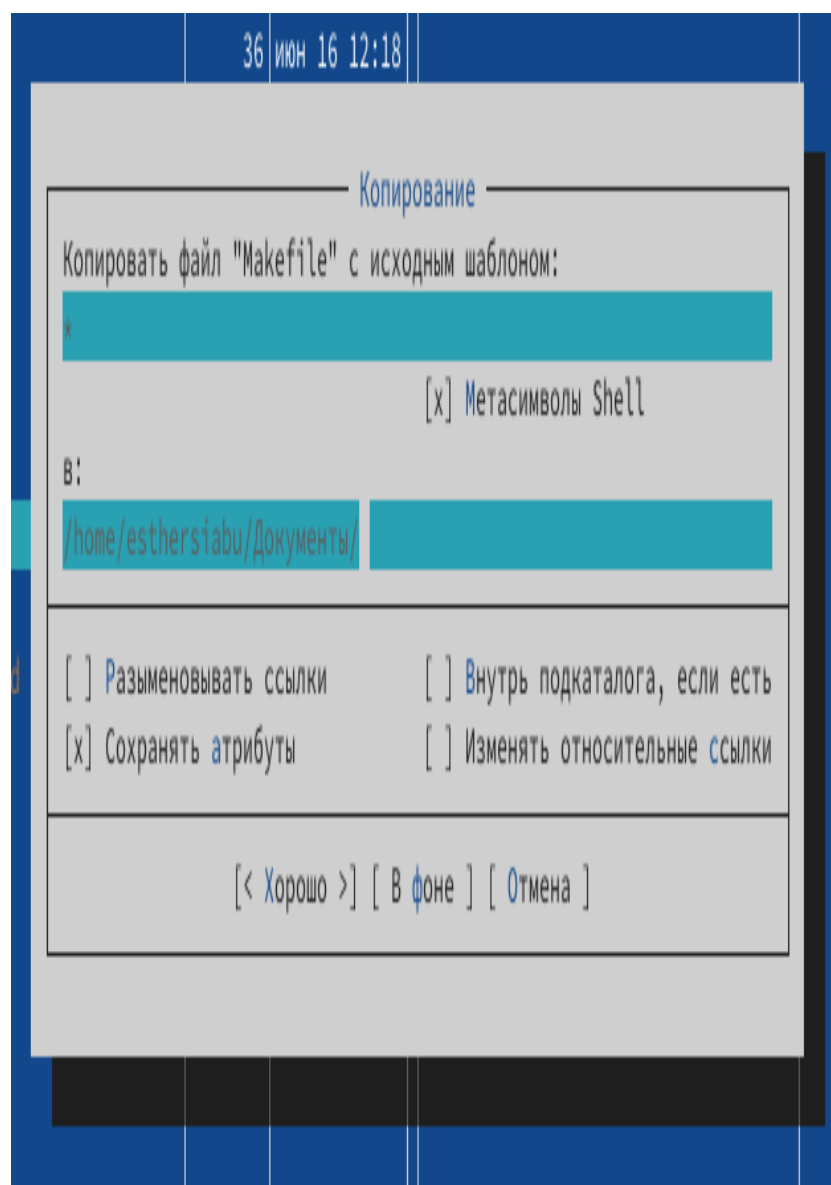 36 июн 16 12:18
Копирование
Копировать файл "Makefile" с исходным шаблоном:
*
[x] Метасимволы Shell
в:
/home/esthersiabu/Документы/
[ ] Разыменовывать ссылки [ ] Внутрь подкаталога, если есть
d
[x] Сохранять атрибуты [ ] Изменять относительные ссылки
[< Хорошо >] [ В фоне ] [ Отмена ]